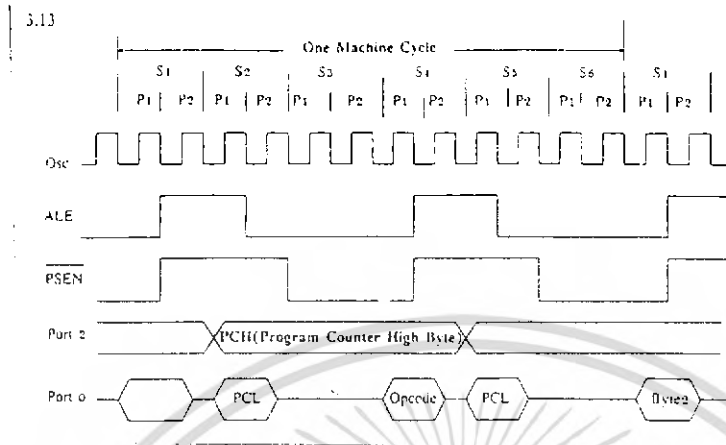 3.13
One Machine Cycle
S1 S2 S3 S4 S5 S6 S1
P1 P2 P1 P2 P1 P2 P1 P2 P1 P2 P1 P2 P1 P2
Osc
ALE
PSEN
Port 2 PCH(Program Counter High Byte)
Port 0 PCL Opcode PCL Byte2